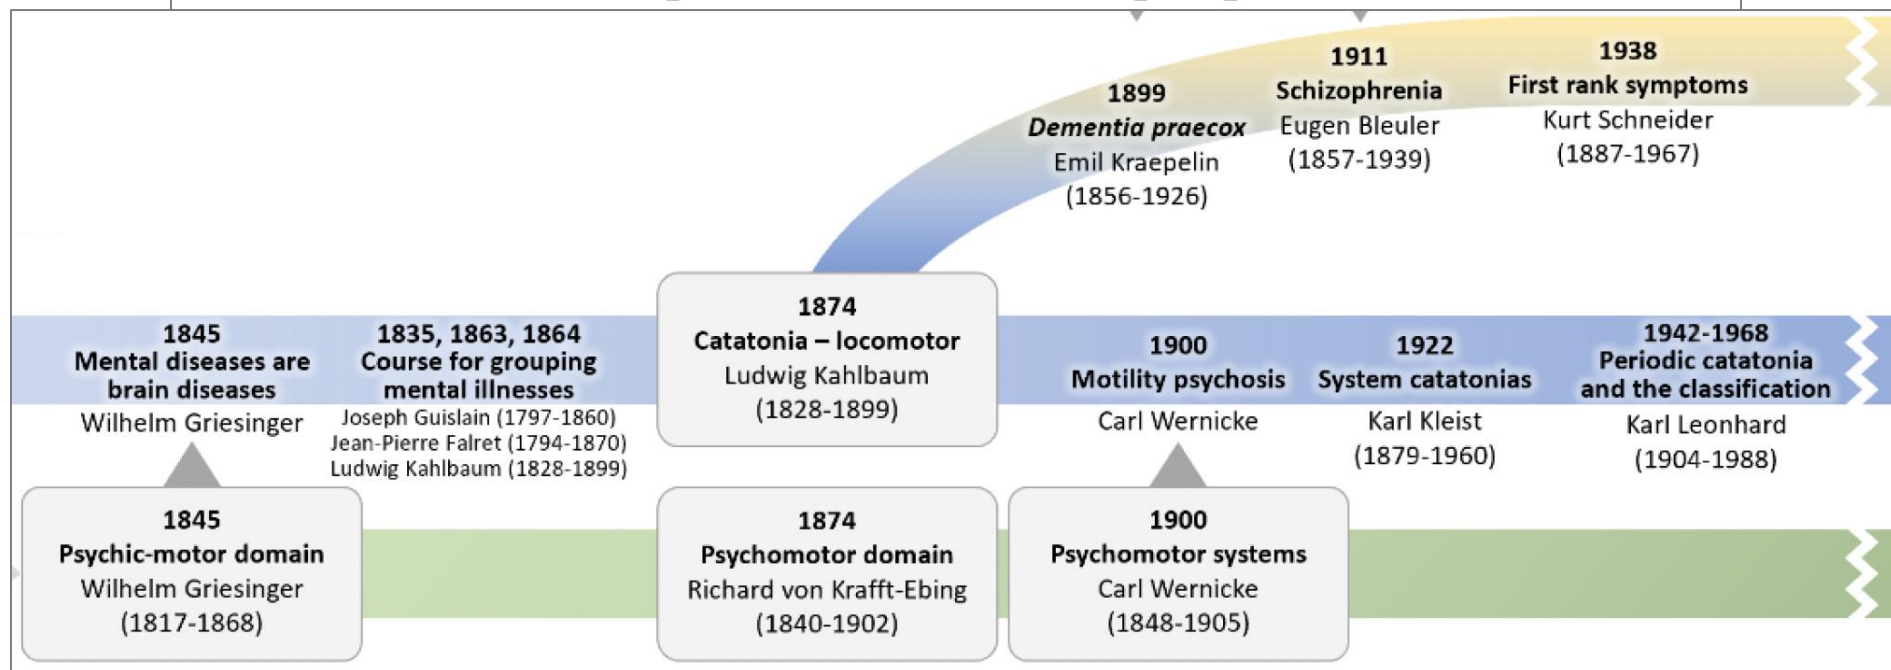 1899
Dementia praecox
Emil Kraepelin
(1856-1926)
1911
Schizophrenia
Eugen Bleuler
(1857-1939)
1938
First rank symptoms
Kurt Schneider
(1887-1967)
1845
Mental diseases are
brain diseases
Wilhelm Griesinger
1835, 1863, 1864
Course for grouping
mental illnesses
Joseph Guislain (1797-1860)
Jean-Pierre Falret (1794-1870)
Ludwig Kahlbaum (1828-1899)
1874
Catatonia – locomotor
Ludwig Kahlbaum
(1828-1899)
1900
Motility psychosis
Carl Wernicke
1922
System catatonias
Karl Kleist
(1879-1960)
1942-1968
Periodic catatonia
and the classification
Karl Leonhard
(1904-1988)
1845
Psychic-motor domain
Wilhelm Griesinger
(1817-1868)
1874
Psychomotor domain
Richard von Krafft-Ebing
(1840-1902)
1900
Psychomotor systems
Carl Wernicke
(1848-1905)